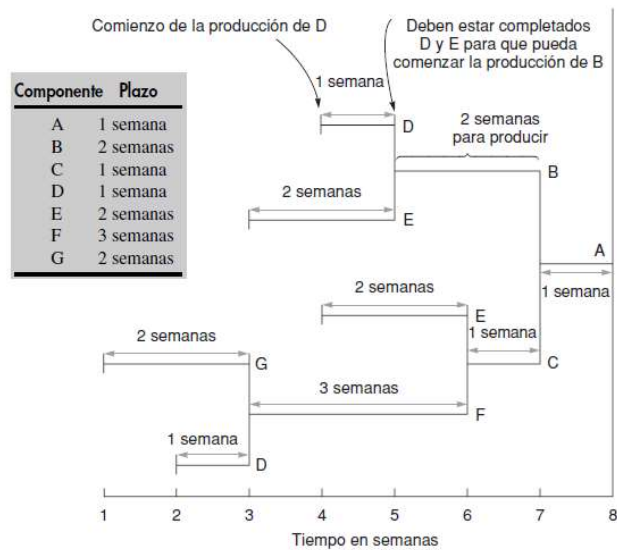 Comienzo de la producción de D
Deben estar completados
D y E para que pueda
comenzar la producción de B
1 semana
Componente Plazo
A 1 semana
B 2 semanas
C 1 semana
D 1 semana
E 2 semanas
F 3 semanas
G 2 semanas
D
2 semanas
para producir
B
2 semanas
E
A
1 semana
2 semanas
E
2 semanas
1 semana
G
C
3 semanas
F
1 semana
D
1 2 3 4 5 6 7 8
Tiempo en semanas